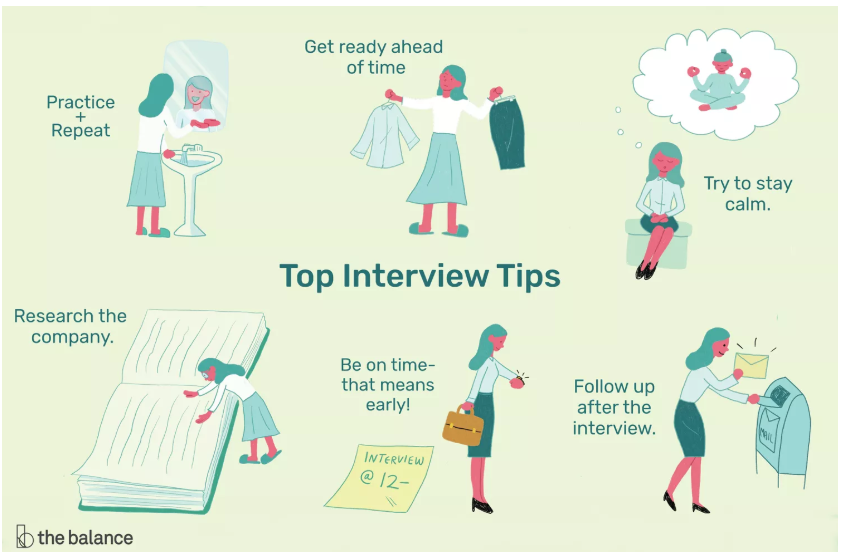 Practice
+
Repeat
Get ready ahead
of time
Try to stay
calm.
Top Interview Tips
Research the
company.
Be on time-
that means
early!
INTERVIEW
@ 12-
Follow up
after the
interview.
MAIL
the balance